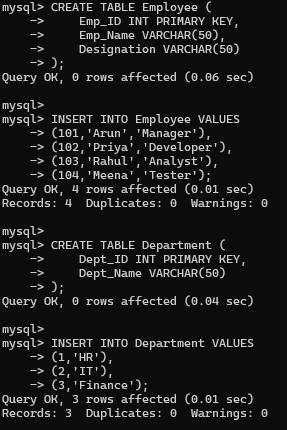 mysql> CREATE TABLE Employee (
    ->     Emp_ID INT PRIMARY KEY,
    ->     Emp_Name VARCHAR(50),
    ->     Designation VARCHAR(50)
    -> );
Query OK, 0 rows affected (0.06 sec)
mysql>
mysql> INSERT INTO Employee VALUES
    -> (101,'Arun','Manager'),
    -> (102,'Priya','Developer'),
    -> (103,'Rahul','Analyst'),
    -> (104,'Meena','Tester');
Query OK, 4 rows affected (0.01 sec)
Records: 4  Duplicates: 0  Warnings: 0
mysql>
mysql> CREATE TABLE Department (
    ->     Dept_ID INT PRIMARY KEY,
    ->     Dept_Name VARCHAR(50)
    -> );
Query OK, 0 rows affected (0.04 sec)
mysql>
mysql> INSERT INTO Department VALUES
    -> (1,'HR'),
    -> (2,'IT'),
    -> (3,'Finance');
Query OK, 3 rows affected (0.01 sec)
Records: 3  Duplicates: 0  Warnings: 0